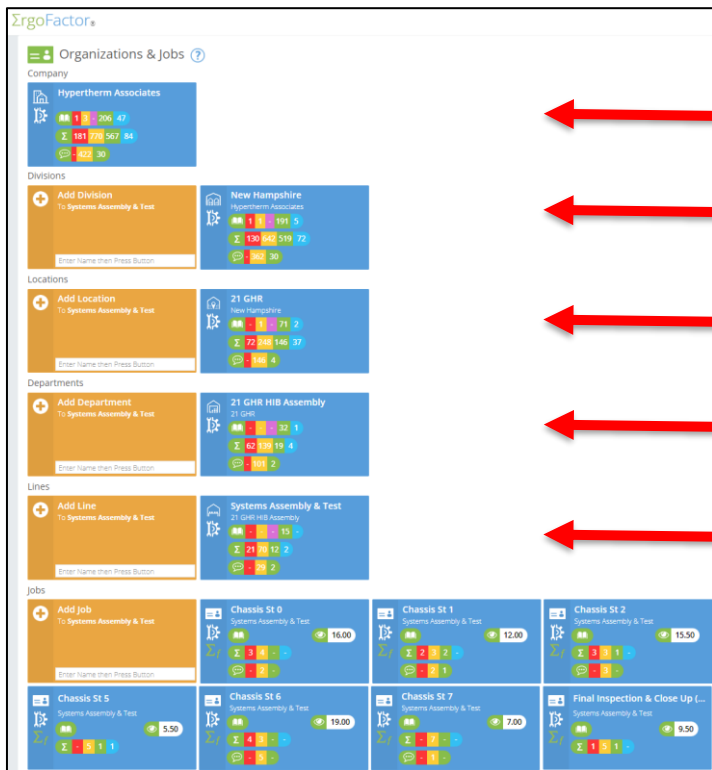 ΣrgoFactor®
Organizations & Jobs ?
Company
Hypertherm Associates
1 3 - 206 47
Σ 181 776 567 84
- 422 30
Divisions
Add Division
To Systems Assembly & Test
Enter Name then Press Button
New Hampshire
Hypertherm Associates
1 1 - 191 5
Σ 130 642 519 72
- 362 30
Locations
Add Location
To Systems Assembly & Test
Enter Name then Press Button
21 GHR
New Hampshire
- 1 - 71 2
Σ 72 248 146 37
- 146 4
Departments
Add Department
To Systems Assembly & Test
Enter Name then Press Button
21 GHR HIB Assembly
21 GHR
- - - 32 1
Σ 62 139 19 4
- 101 2
Lines
Add Line
To Systems Assembly & Test
Enter Name then Press Button
Systems Assembly & Test
21 GHR HIB Assembly
- - - 15 -
Σ 21 70 12 2
- 29 2
Jobs
Add Job
To Systems Assembly & Test
Enter Name then Press Button
Chassis St 0
Systems Assembly & Test
16.00
Σf Σ 3 4 - -
- 2 -
Chassis St 1
Systems Assembly & Test
12.00
Σf Σ 2 3 2 -
- 2 1
Chassis St 2
Systems Assembly & Test
15.50
Σf Σ 3 3 1 -
- 3 -
Chassis St 5
Systems Assembly & Test
5.50
Σf Σ - 5 1 1
Chassis St 6
Systems Assembly & Test
19.00
Σf Σ 4 3 - -
- 5 -
Chassis St 7
Systems Assembly & Test
7.00
Σf Σ - 7 - -
- 1 -
Final Inspection & Close Up (...
Systems Assembly & Test
9.50
Σf Σ 1 5 1 -